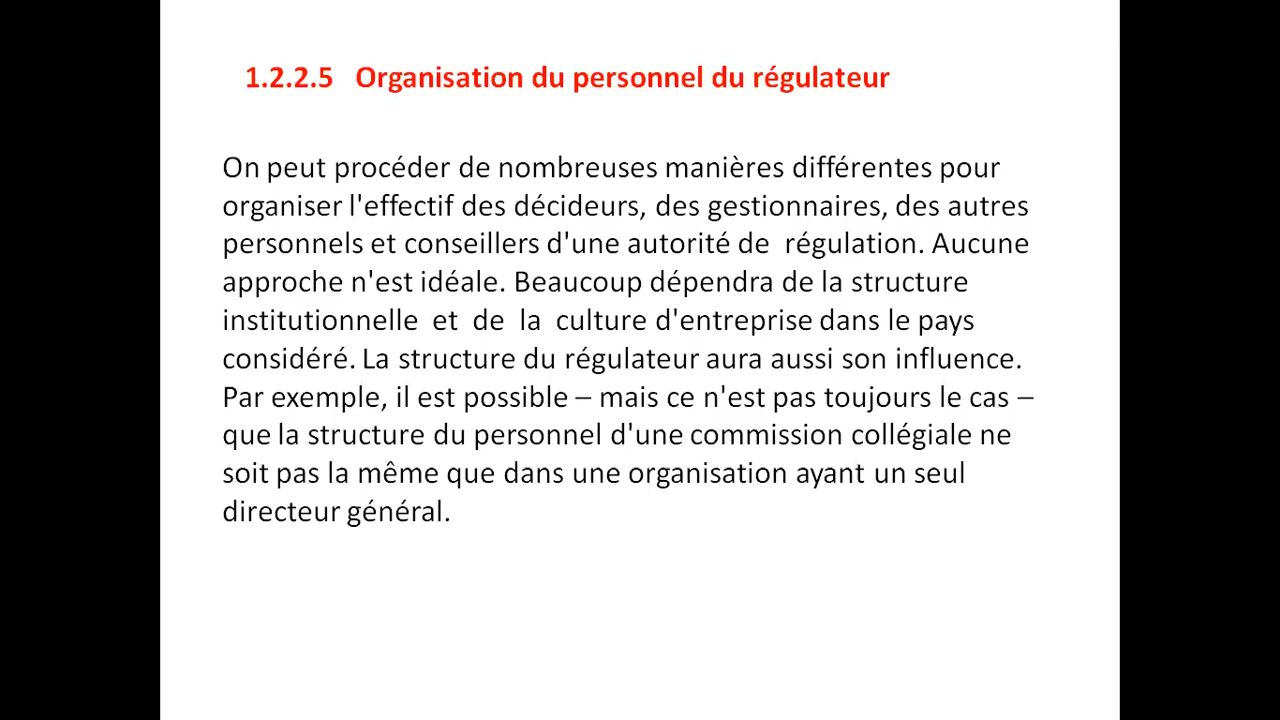 1.2.2.5 Organisation du personnel du régulateur
On peut procéder de nombreuses manières différentes pour
organiser l'effectif des décideurs, des gestionnaires, des autres
personnels et conseillers d'une autorité de régulation. Aucune
approche n'est idéale. Beaucoup dépendra de la structure
institutionnelle et de la culture d'entreprise dans le pays
considéré. La structure du régulateur aura aussi son influence.
Par exemple, il est possible – mais ce n'est pas toujours le cas –
que la structure du personnel d'une commission collégiale ne
soit pas la même que dans une organisation ayant un seul
directeur général.